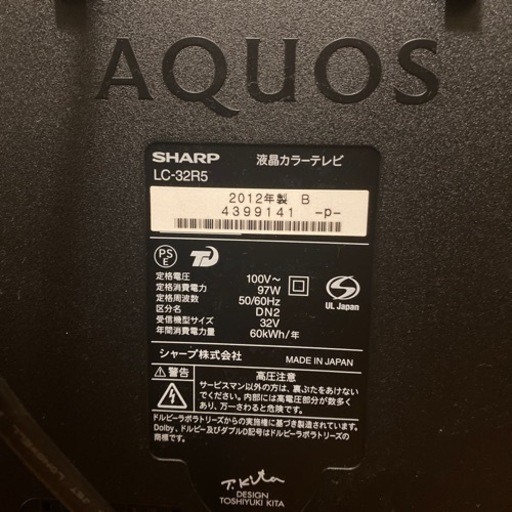 AQUOS
SHARP 液晶カラーテレビ
LC-32R5
2012年製 B
4399141 -p-
PS
E
定格電圧 100V～
定格消費電力 97W
定格周波数 50/60Hz
区分名 DN2
受信機型サイズ 32V
年間消費電力量 60kWh/年
UL Japan
シャープ株式会社 MADE IN JAPAN
警告 高圧注意
サービスマン以外の方は、裏ぶたをあけない
でください。内部には高電圧部分が数多く
あり、万一さわると危険です。
ドルビーラボラトリーズからの実施権に基づき製造されています。
Dolby、ドルビー及びダブルD記号はドルビーラボラトリーズの
商標です。
T. Kita
DESIGN
TOSHIYUKI KITA